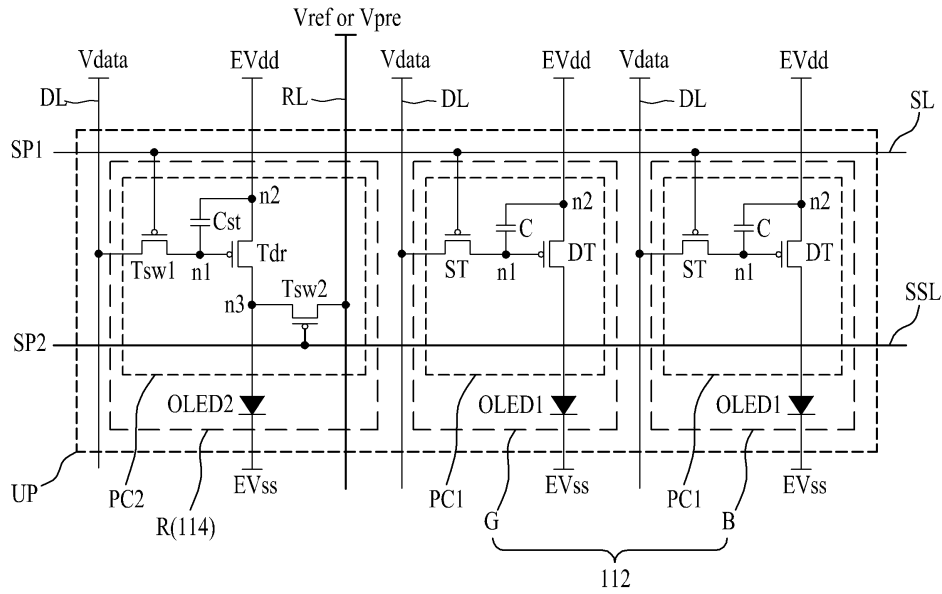 Vref or Vpre
Vdata EVdd Vdata EVdd Vdata EVdd
DL RL DL DL SL
SP1
n2 n2 n2
Cst C C
Tdr DT DT
Tsw1 n1 ST n1 ST n1
n3 Tsw2 SSL
SP2
OLED2 OLED1 OLED1
EVss EVss EVss
UP PC2 PC1 PC1
R(114) G B
112